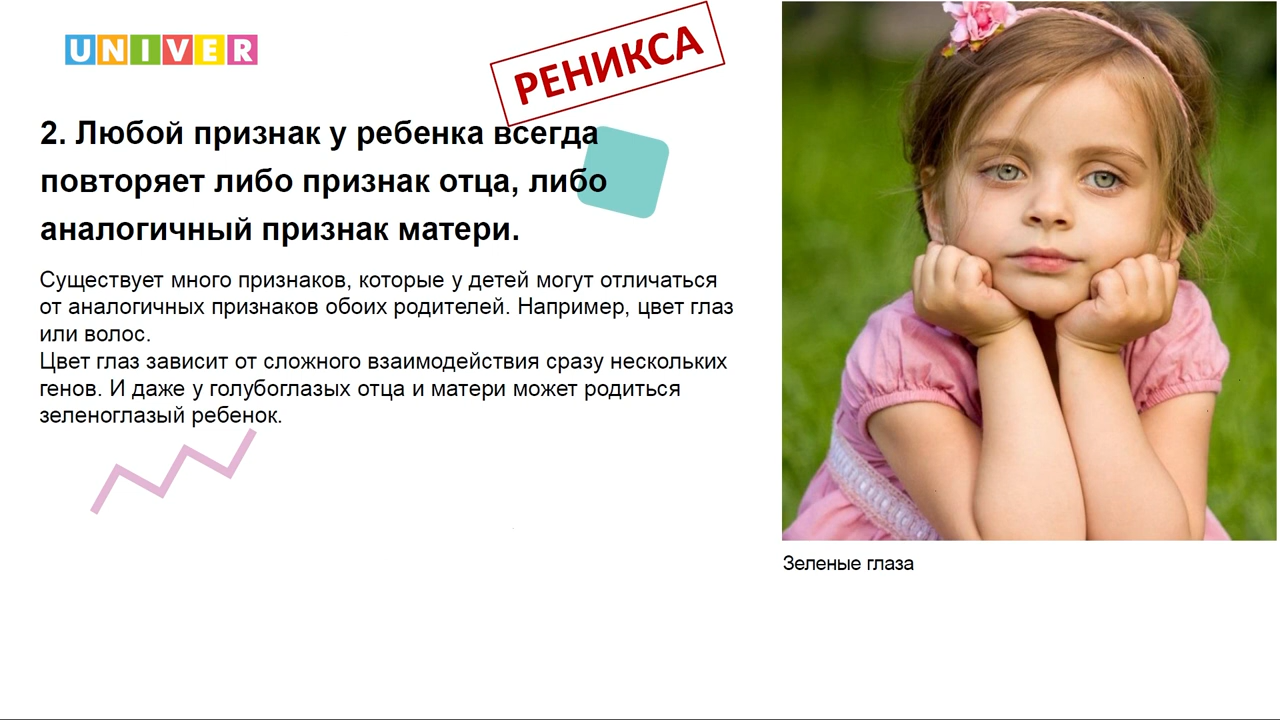 UNIVER
РЕНИКСА
2. Любой признак у ребенка всегда
повторяет либо признак отца, либо
аналогичный признак матери.
Существует много признаков, которые у детей могут отличаться
от аналогичных признаков обоих родителей. Например, цвет глаз
или волос.
Цвет глаз зависит от сложного взаимодействия сразу нескольких
генов. И даже у голубоглазых отца и матери может родиться
зеленоглазый ребенок.
Зеленые глаза